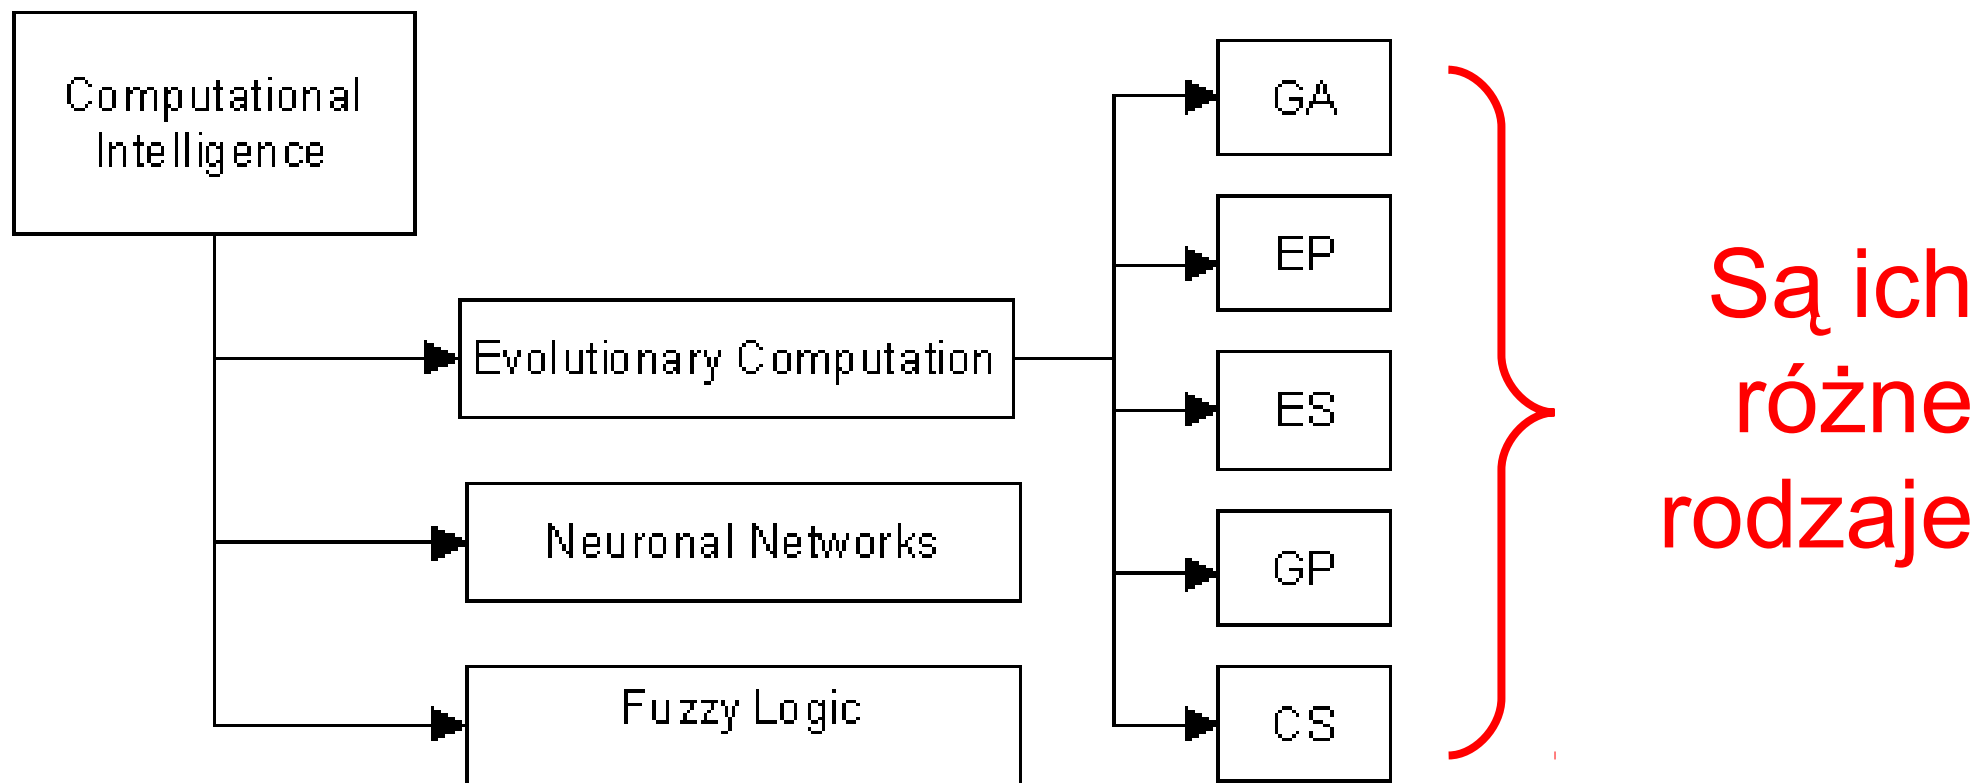 Computational
Intelligence
Evolutionary Computation
Neuronal Networks
Fuzzy Logic
GA
EP
ES
GP
CS
Są ich
różne
rodzaje